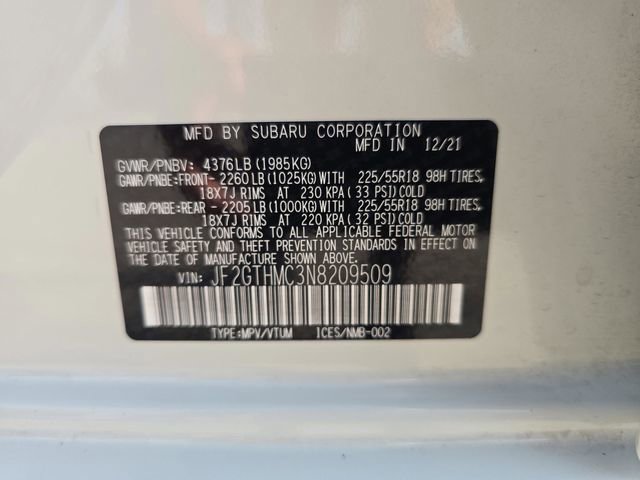 MFD BY SUBARU CORPORATION
MFD IN 12/21
GVWR/PNBV: 4376LB(1985KG)
GAWR/PNBE:FRONT- 2260LB(1025KG)WITH 225/55R18 98H TIRES,
18X7J RIMS AT 230 KPA(33 PSI)COLD
GAWR/PNBE:REAR - 2205LB(1000KG)WITH 225/55R18 98H TIRES,
18X7J RIMS AT 220 KPA(32 PSI)COLD
THIS VEHICLE CONFORMS TO ALL APPLICABLE FEDERAL MOTOR
VEHICLE SAFETY AND THEFT PREVENTION STANDARDS IN EFFECT ON
THE DATE OF MANUFACTURE SHOWN ABOVE.
VIN: JF2GTHMC3N8209509
TYPE:MPV/VTUM ICES/NMB-002